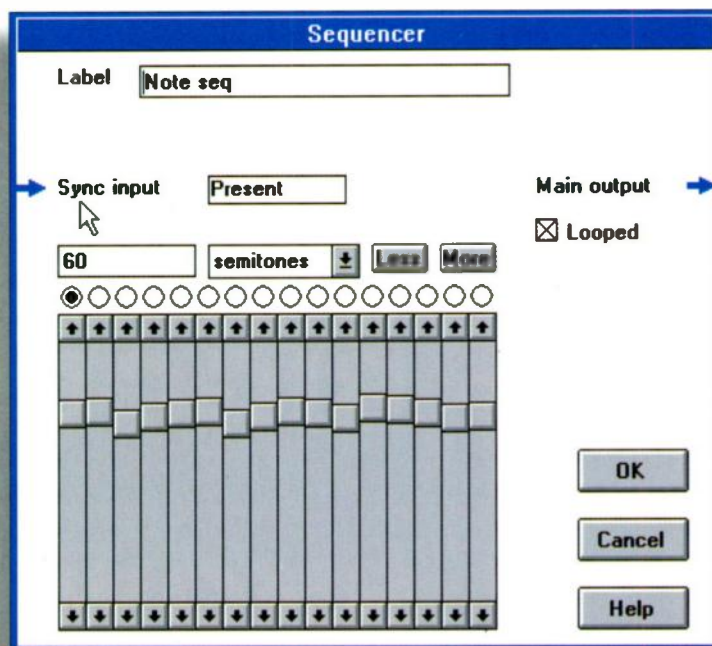 Sequencer
Label Note seq
Sync input Present Main output
Looped
60 semitones Less More
OK
Cancel
Help